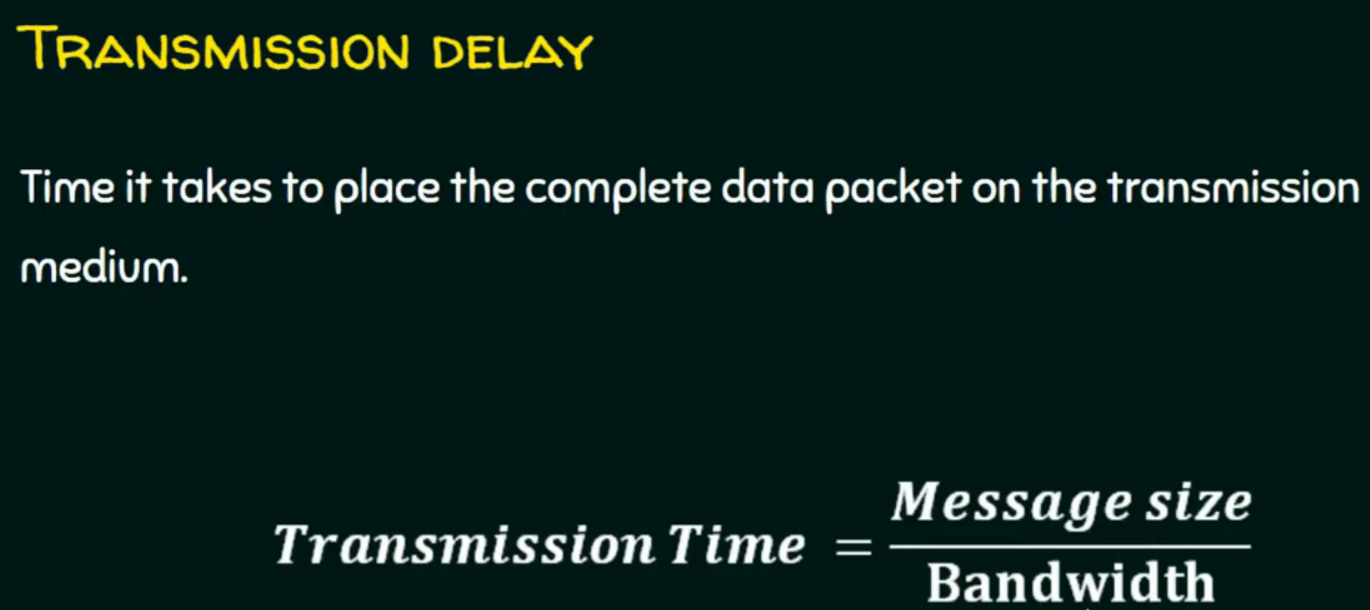 TRANSMISSION DELAY
Time it takes to place the complete data packet on the transmission
medium.
Transmission Time = Message size
Bandwidth